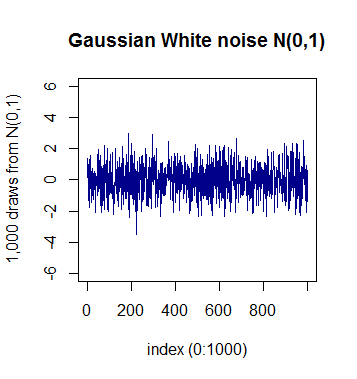 Gaussian White noise N(0,1)
1,000 draws from N(0,1)
6
4
2
0
-2
-4
-6
0 200 400 600 800
index (0:1000)